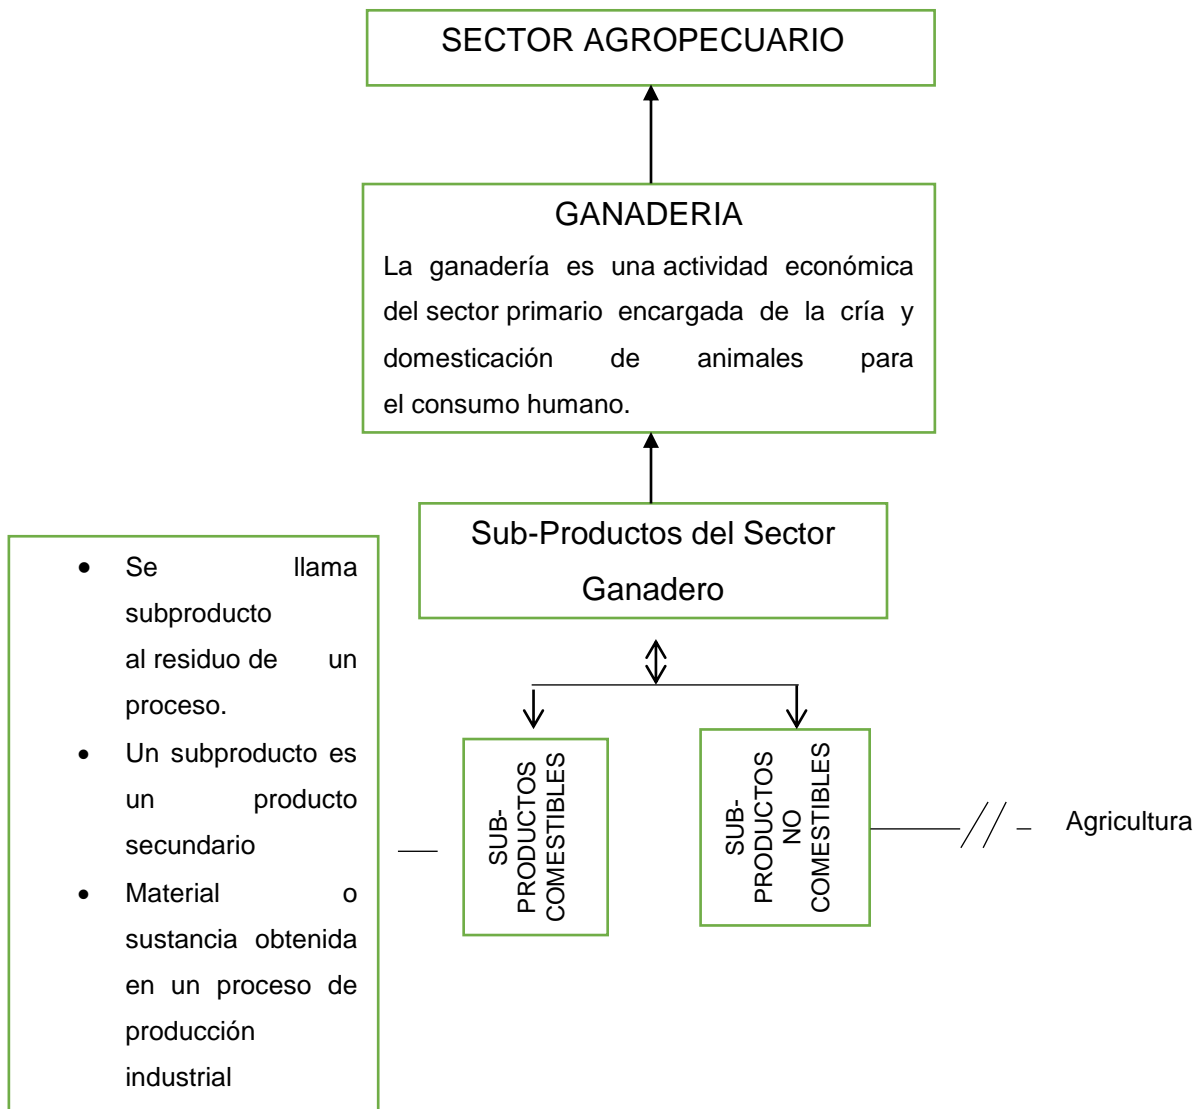 SECTOR AGROPECUARIO
GANADERIA
La ganadería es una actividad económica
del sector primario encargada de la cría y
domesticación de animales para
el consumo humano.
Sub-Productos del Sector
Ganadero
• Se llama
subproducto
al residuo de un
proceso.
• Un subproducto es
un producto
secundario
• Material o
sustancia obtenida
en un proceso de
producción
industrial
SUB-
PRODUCTOS
COMESTIBLES
SUB-
PRODUCTOS
NO
COMESTIBLES
Agricultura